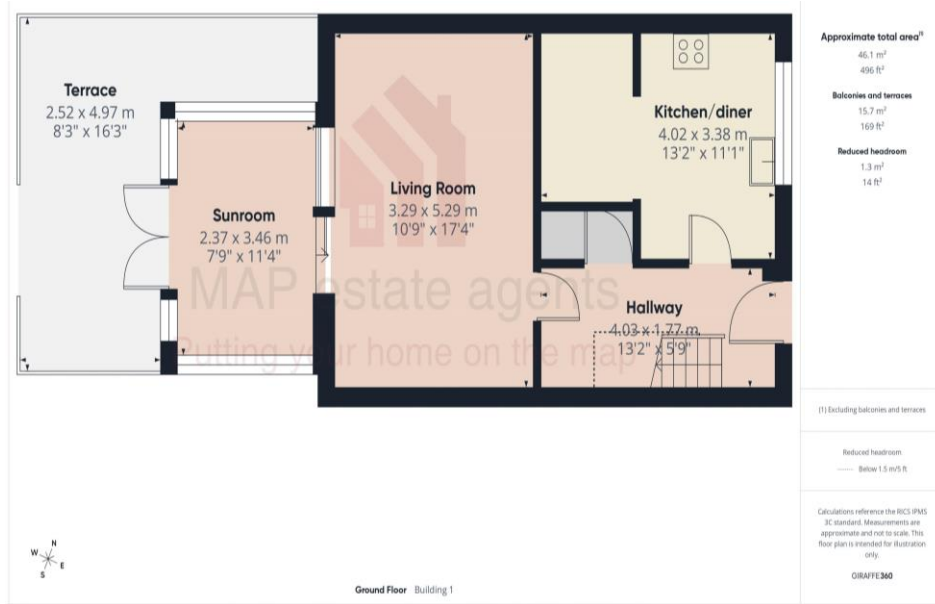 Terrace
2.52 x 4.97 m
8'3" x 16'3"
Sunroom
2.37 x 3.46 m
7'9" x 11'4"
Living Room
3.29 x 5.29 m
10'9" x 17'4"
Kitchen/diner
4.02 x 3.38 m
13'2" x 11'1"
Hallway
4.03 x 1.77 m
13'2" x 5'9"
MAP estate agents
Putting your home on the map
N
W
E
S
Ground Floor Building 1
Approximate total area(1)
46.1 m²
496 ft²
Balconies and terraces
15.7 m²
169 ft²
Reduced headroom
1.3 m²
14 ft²
(1) Excluding balconies and terraces
Reduced headroom
Below 1.5 m/5 ft
Calculations reference the RICS IPMS
3C standard. Measurements are
approximate and not to scale. This
floor plan is intended for illustration
only.
GIRAFFE360